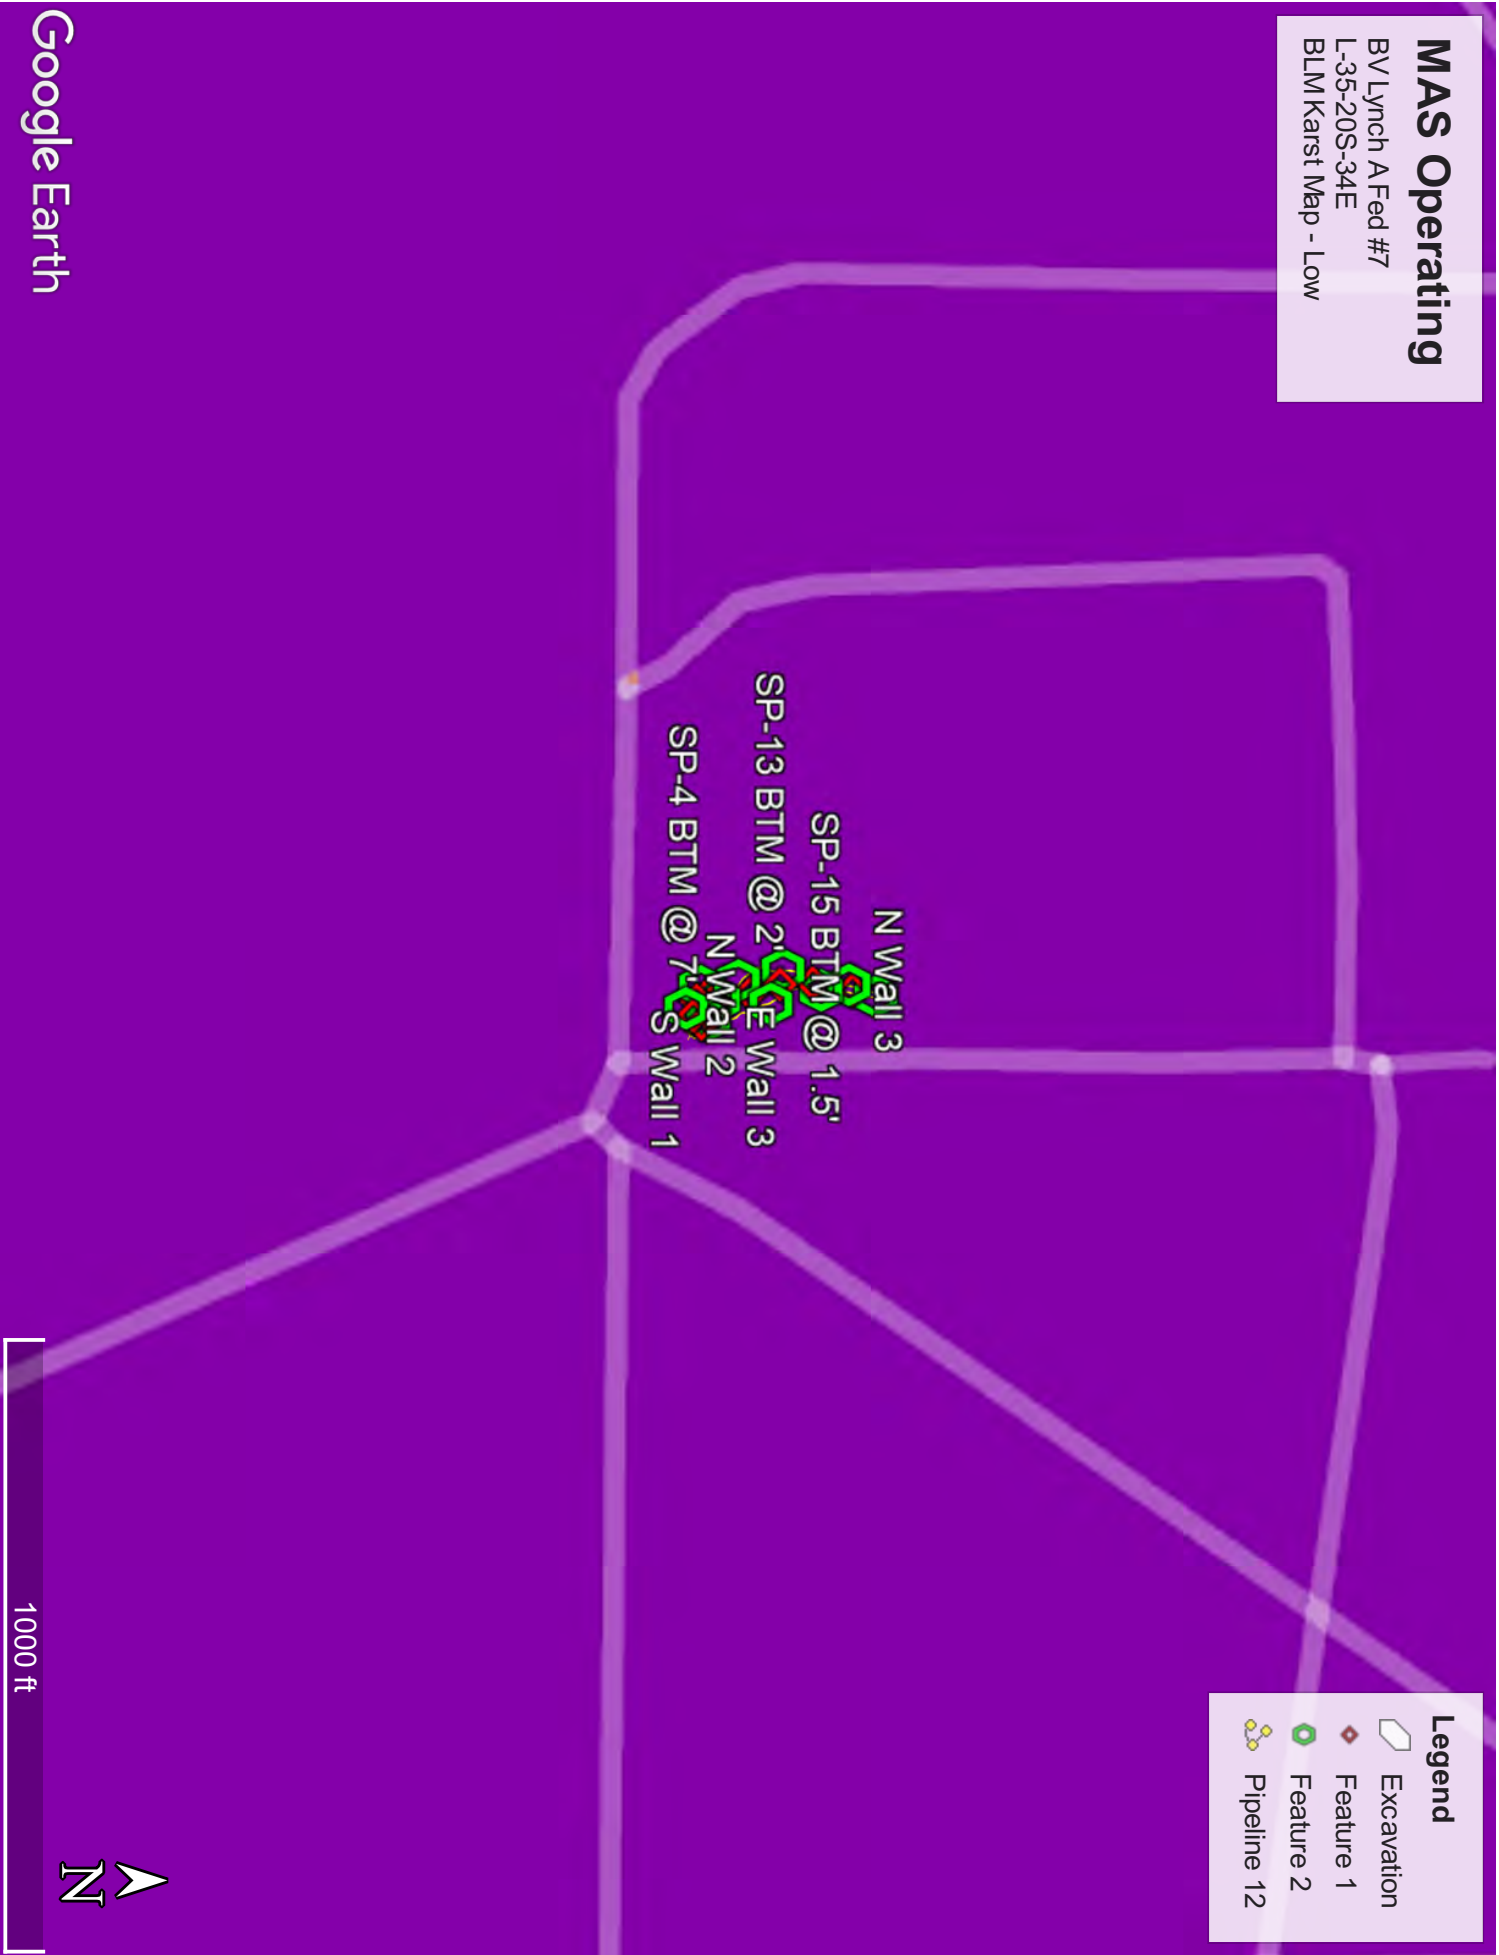 MAS Operating
BV Lynch A Fed #7
L-35-20S-34E
BLM Karst Map - Low
Legend
Excavation
Feature 1
Feature 2
Pipeline 12
N Wall 3
SP-15 BTM @ 1.5'
SP-13 BTM @ 2'
E Wall 3
N Wall 2
SP-4 BTM @ 7'
S Wall 1
Google Earth
1000 ft
N